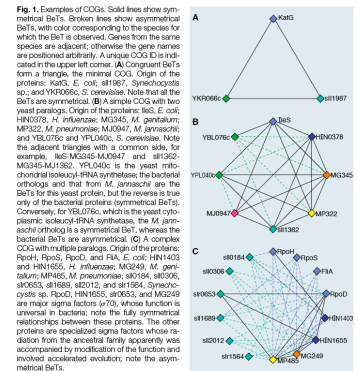 Fig. 1. Examples of COGs. Solid lines show sym-
metrical BeTs. Broken lines show asymmetrical
BeTs, with color corresponding to the species for
which the BeT is observed. Genes from the same
species are adjacent; otherwise the gene names
are positioned arbitrarily. A unique COG ID is indi-
cated in the upper left corner. (A) Congruent BeTs
form a triangle, the minimal COG. Origin of the
proteins: KatG, E. coli; sll1987, Synechocystis
sp.; and YKR066c, S. cerevisiae. Note that all the
BeTs are symmetrical. (B) A simple COG with two
yeast paralogs. Origin of the proteins: IleS, E. coli;
HIN0378, H. influenzae; MG345, M. genitalium;
MP322, M. pneumoniae; MJ0947, M. jannaschii;
and YBL076c and YPL040c, S. cerevisiae. Note
the adjacent triangles with a common side, for
example, IleS-MG345-MJ0947 and sll1362-
MG345-MJ1362. YPL040c is the yeast mito-
chondrial isoleucyl-tRNA synthetase; the bacterial
orthologs and that from M. jannaschii are the
BeTs for this yeast protein, but the reverse is true
only of the bacterial proteins (symmetrical BeTs).
Conversely, for YBL076c, which is the yeast cyto-
plasmic isoleucyl-tRNA synthetase, the M. jann-
aschii ortholog is a symmetrical BeT, whereas the
bacterial BeTs are asymmetrical. (C) A complex
COG with multiple paralogs. Origin of the proteins:
RpoH, RpoS, RpoD, and FliA, E. coli; HIN1403
and HIN1655, H. influenzae; MG249, M. geni-
talium; MP485, M. pneumoniae; sll0184, sll0306,
slr0653, sll1689, sll2012, and slr1564, Synecho-
cystis sp. RpoD, HIN1655, slr0653, and MG249
are major sigma factors (σ70), whose function is
universal in bacteria; note the fully symmetrical
relationships between these proteins. The other
proteins are specialized sigma factors whose ra-
diation from the ancestral family apparently was
accompanied by modification of the function and
involved accelerated evolution; note the asym-
metrical BeTs.
A
KatG
YKR066c
sll1987
B
IleS
YBL076c
HIN0378
YPL040c
MG345
MJ0947
MP322
sll1362
C
RpoH
sll0184
RpoS
sll0306
FliA
slr0653
RpoD
sll1689
HIN1403
sll2012
HIN1655
slr1564
MG249
MP485